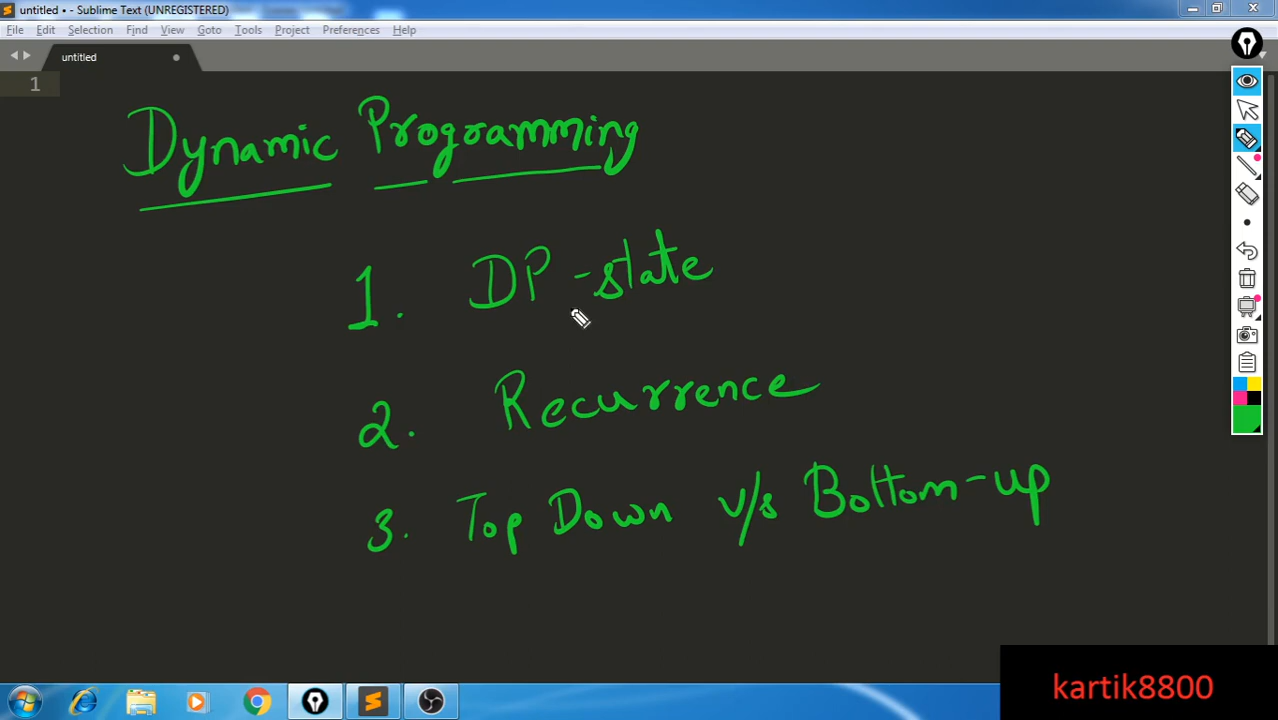 untitled • - Sublime Text (UNREGISTERED)
File Edit Selection Find View Goto Tools Project Preferences Help
untitled
1
Dynamic Programming
1. DP-state
2. Recurrence
3. Top Down v/s Bottom-up
kartik8800